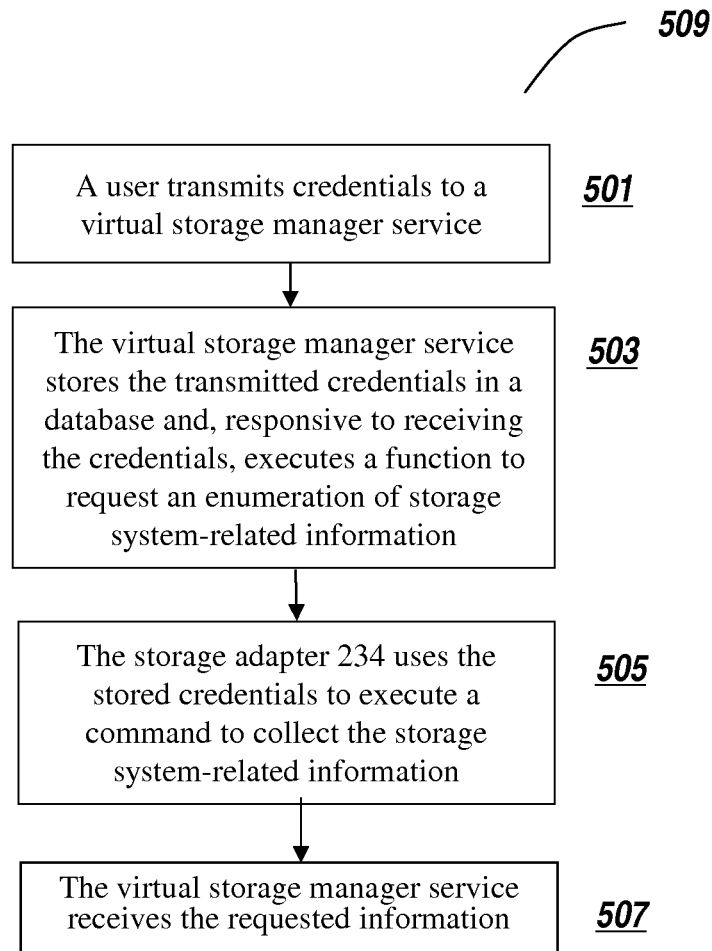 509
A user transmits credentials to a
virtual storage manager service
501
The virtual storage manager service
stores the transmitted credentials in a
database and, responsive to receiving
the credentials, executes a function to
request an enumeration of storage
system-related information
503
The storage adapter 234 uses the
stored credentials to execute a
command to collect the storage
system-related information
505
The virtual storage manager service
receives the requested information
507